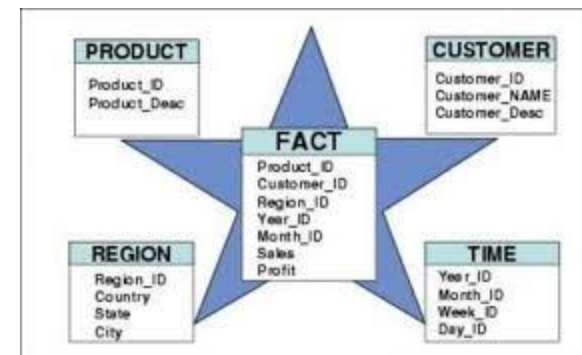 PRODUCT
Product_ID
Product_Desc
CUSTOMER
Customer_ID
Customer_NAME
Customer_Desc
FACT
Product_ID
Customer_ID
Region_ID
Year_ID
Month_ID
Sales
Profit
REGION
Region_ID
Country
State
City
TIME
Year_ID
Month_ID
Week_ID
Day_ID